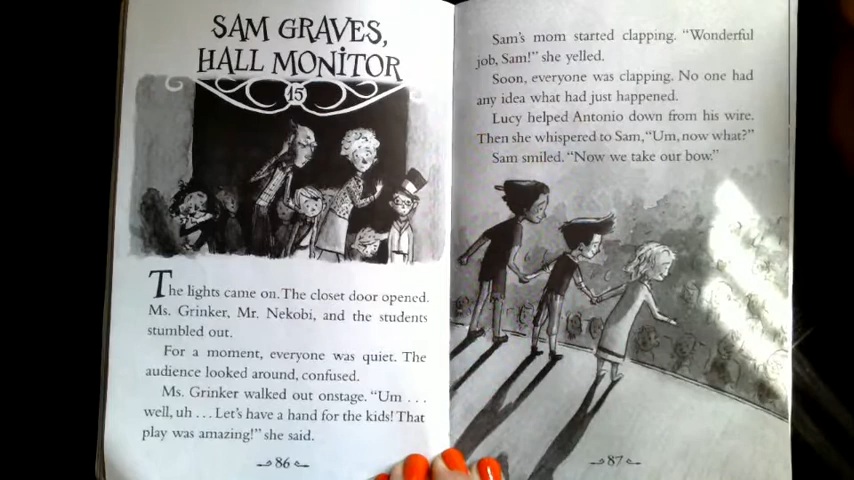 SAM GRAVES,
HALL MONITOR
15
The lights came on. The closet door opened.
Ms. Grinker, Mr. Nekobi, and the students
stumbled out.
For a moment, everyone was quiet. The
audience looked around, confused.
Ms. Grinker walked out onstage. “Um . . .
well, uh . . . Let’s have a hand for the kids! That
play was amazing!” she said.
86
Sam’s mom started clapping. “Wonderful
job, Sam!” she yelled.
Soon, everyone was clapping. No one had
any idea what had just happened.
Lucy helped Antonio down from his wire.
Then she whispered to Sam, “Um, now what?”
Sam smiled. “Now we take our bow.”
87